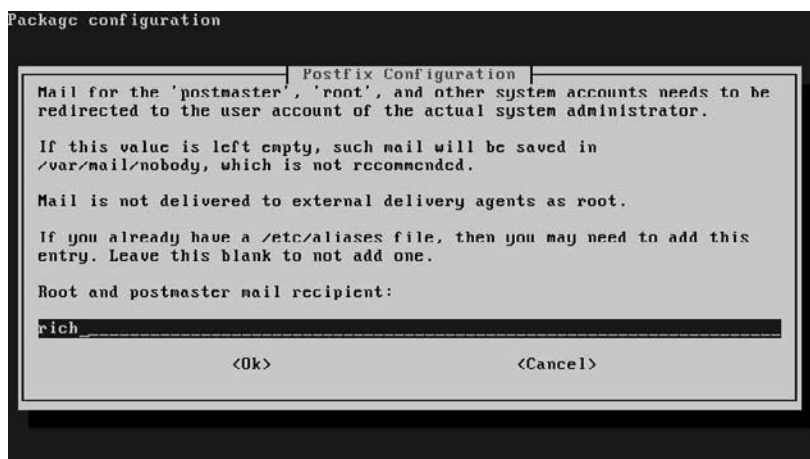 Package configuration
Postfix Configuration
Mail for the 'postmaster', 'root', and other system accounts needs to be
redirected to the user account of the actual system administrator.
If this value is left empty, such mail will be saved in
/var/mail/nobody, which is not recommended.
Mail is not delivered to external delivery agents as root.
If you already have a /etc/aliases file, then you may need to add this
entry. Leave this blank to not add one.
Root and postmaster mail recipient:
rich
<Ok> <Cancel>